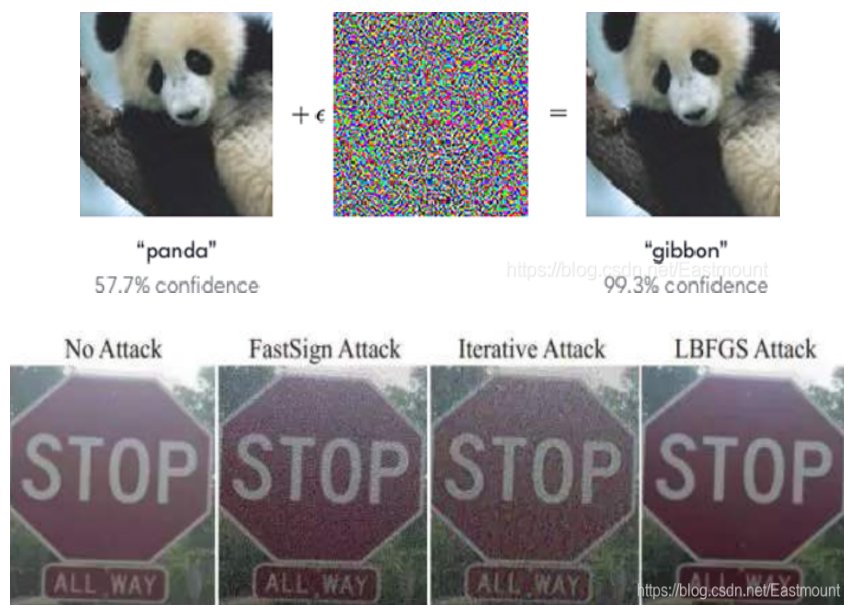 + ϵ
=
“panda”
57.7% confidence
“gibbon”
99.3% confidence
https://blog.csdn.net/Eastmount
No Attack
FastSign Attack
Iterative Attack
LBFGS Attack
STOP
STOP
STOP
STOP
ALL WAY
ALL WAY
ALL WAY
ALL WAY
https://blog.csdn.net/Eastmount